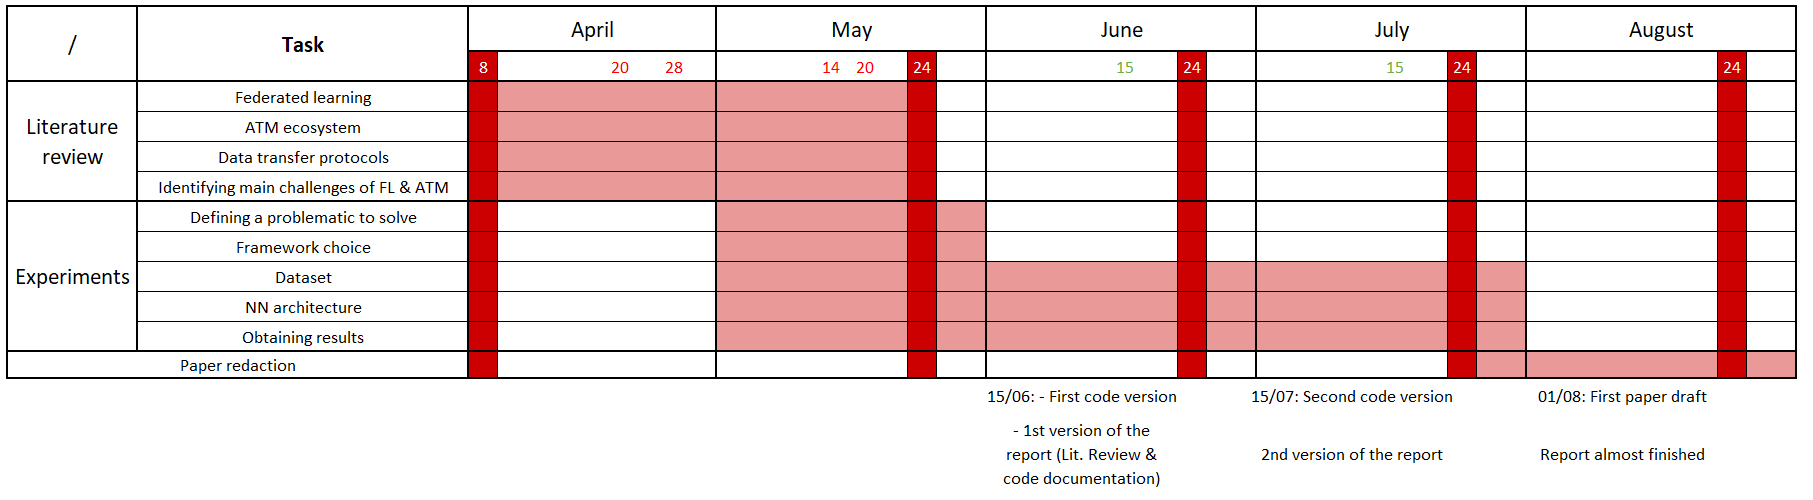 / Task April May June July August
8 20 28 14 20 24 15 24 15 24 24
Literature
review
Federated learning
ATM ecosystem
Data transfer protocols
Identifying main challenges of FL & ATM
Experiments
Defining a problematic to solve
Framework choice
Dataset
NN architecture
Obtaining results
Paper redaction
15/06: - First code version
- 1st version of the
report (Lit. Review &
code documentation)
15/07: Second code version
2nd version of the report
01/08: First paper draft
Report almost finished